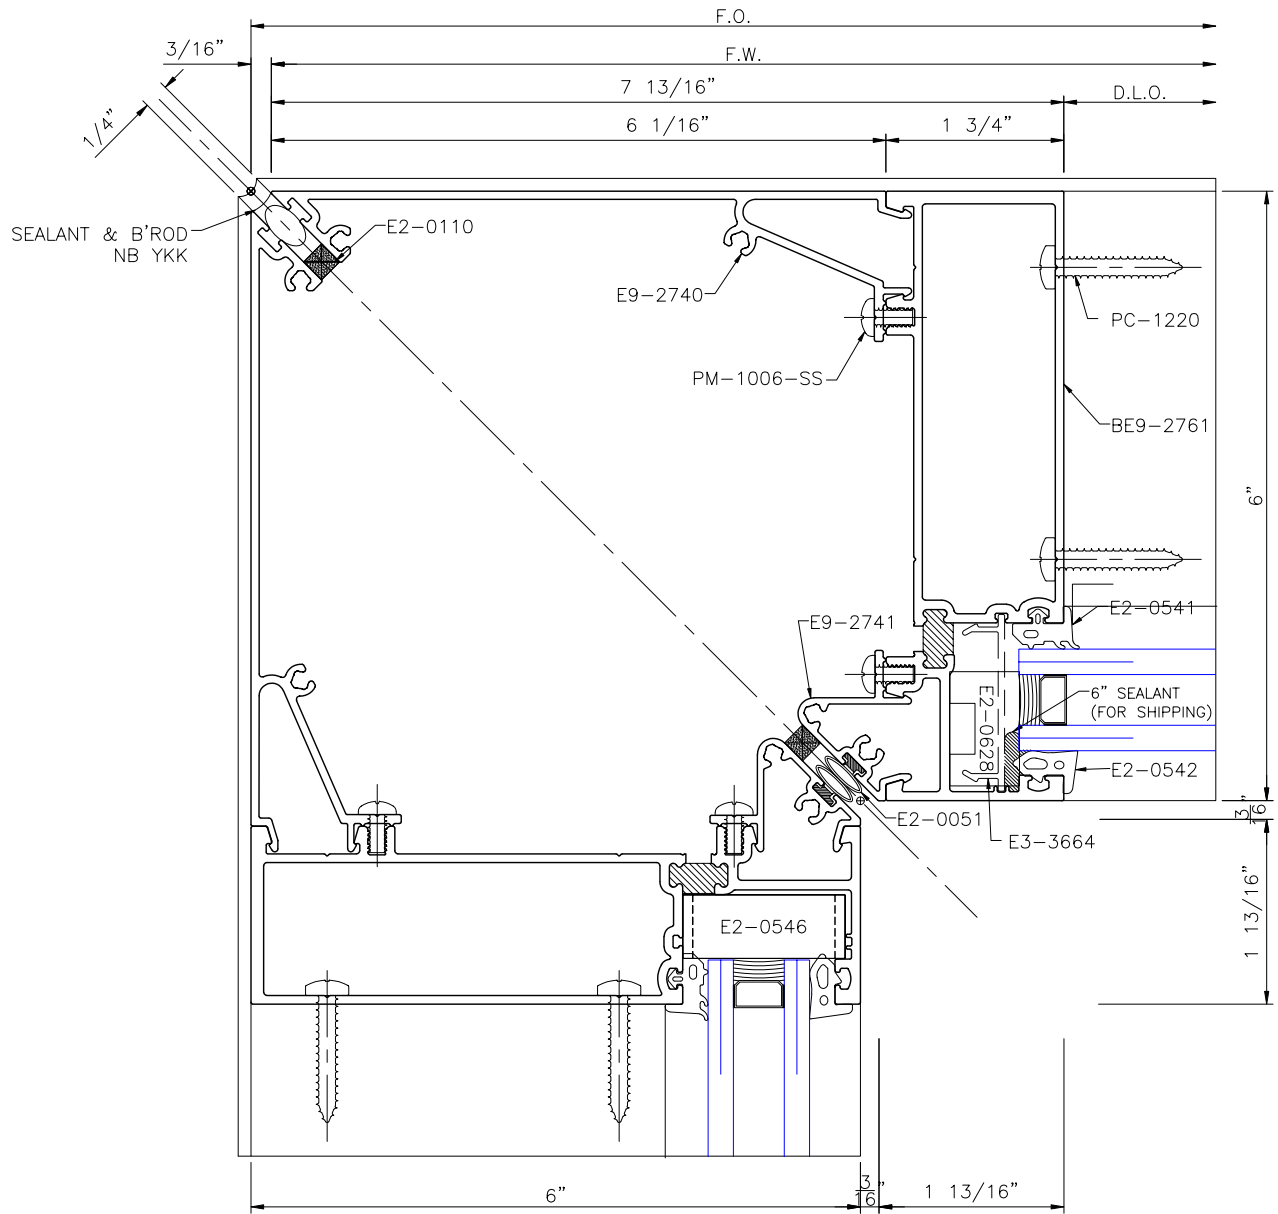 F.O.
3/16”
F.W.
7 13/16”
D.L.O.
1/4”
6 1/16”
1 3/4”
SEALANT & B’ROD
NB YKK
E2-0110
E9-2740
PC-1220
PM-1006-SS
BE9-2761
6”
E2-0541
E9-2741
6” SEALANT
(FOR SHIPPING)
E2-0628
E2-0542
E2-0051
3/16”
E3-3664
1 13/16”
E2-0546
6”
3/16”
1 13/16”